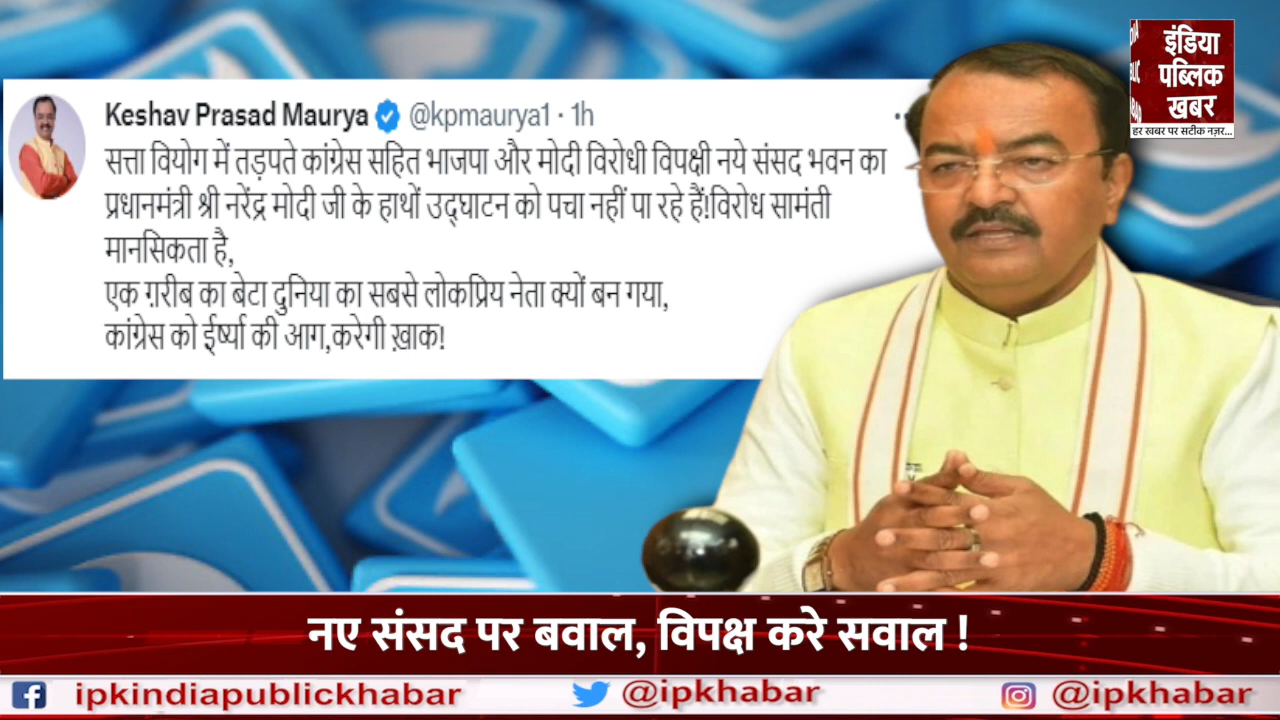 इंडिया
पब्लिक
खबर
हर खबर पर सटीक नज़र...
Keshav Prasad Maurya @kpmaurya1 · 1h
सत्ता वियोग में तड़पते कांग्रेस सहित भाजपा और मोदी विरोधी विपक्षी नये संसद भवन का
प्रधानमंत्री श्री नरेंद्र मोदी जी के हाथों उद्घाटन को पचा नहीं पा रहे हैं!विरोध सामंती
मानसिकता है,
एक ग़रीब का बेटा दुनिया का सबसे लोकप्रिय नेता क्यों बन गया,
कांग्रेस को ईर्ष्या की आग,करेगी ख़ाक!
नए संसद पर बवाल, विपक्ष करे सवाल !
ipkindiapublickhabar @ipkhabar @ipkhabar